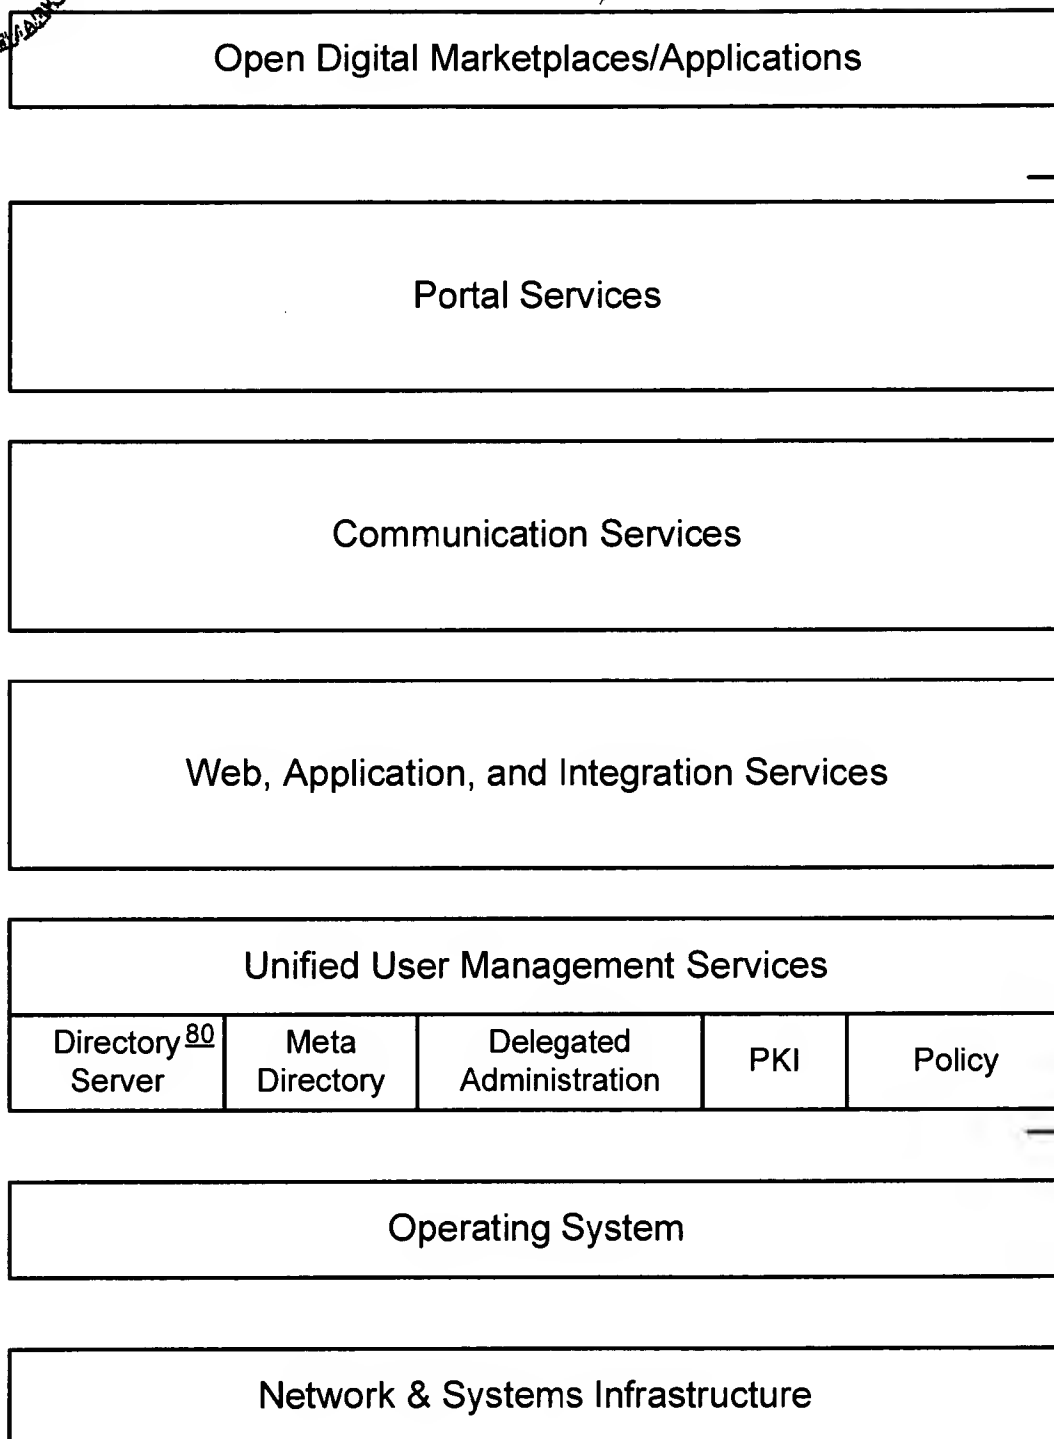 Open Digital Marketplaces/Applications
Portal Services
Communication Services
Web, Application, and Integration Services
Unified User Management Services
Directory 80
Server
Meta
Directory
Delegated
Administration
PKI
Policy
Operating System
Network & Systems Infrastructure